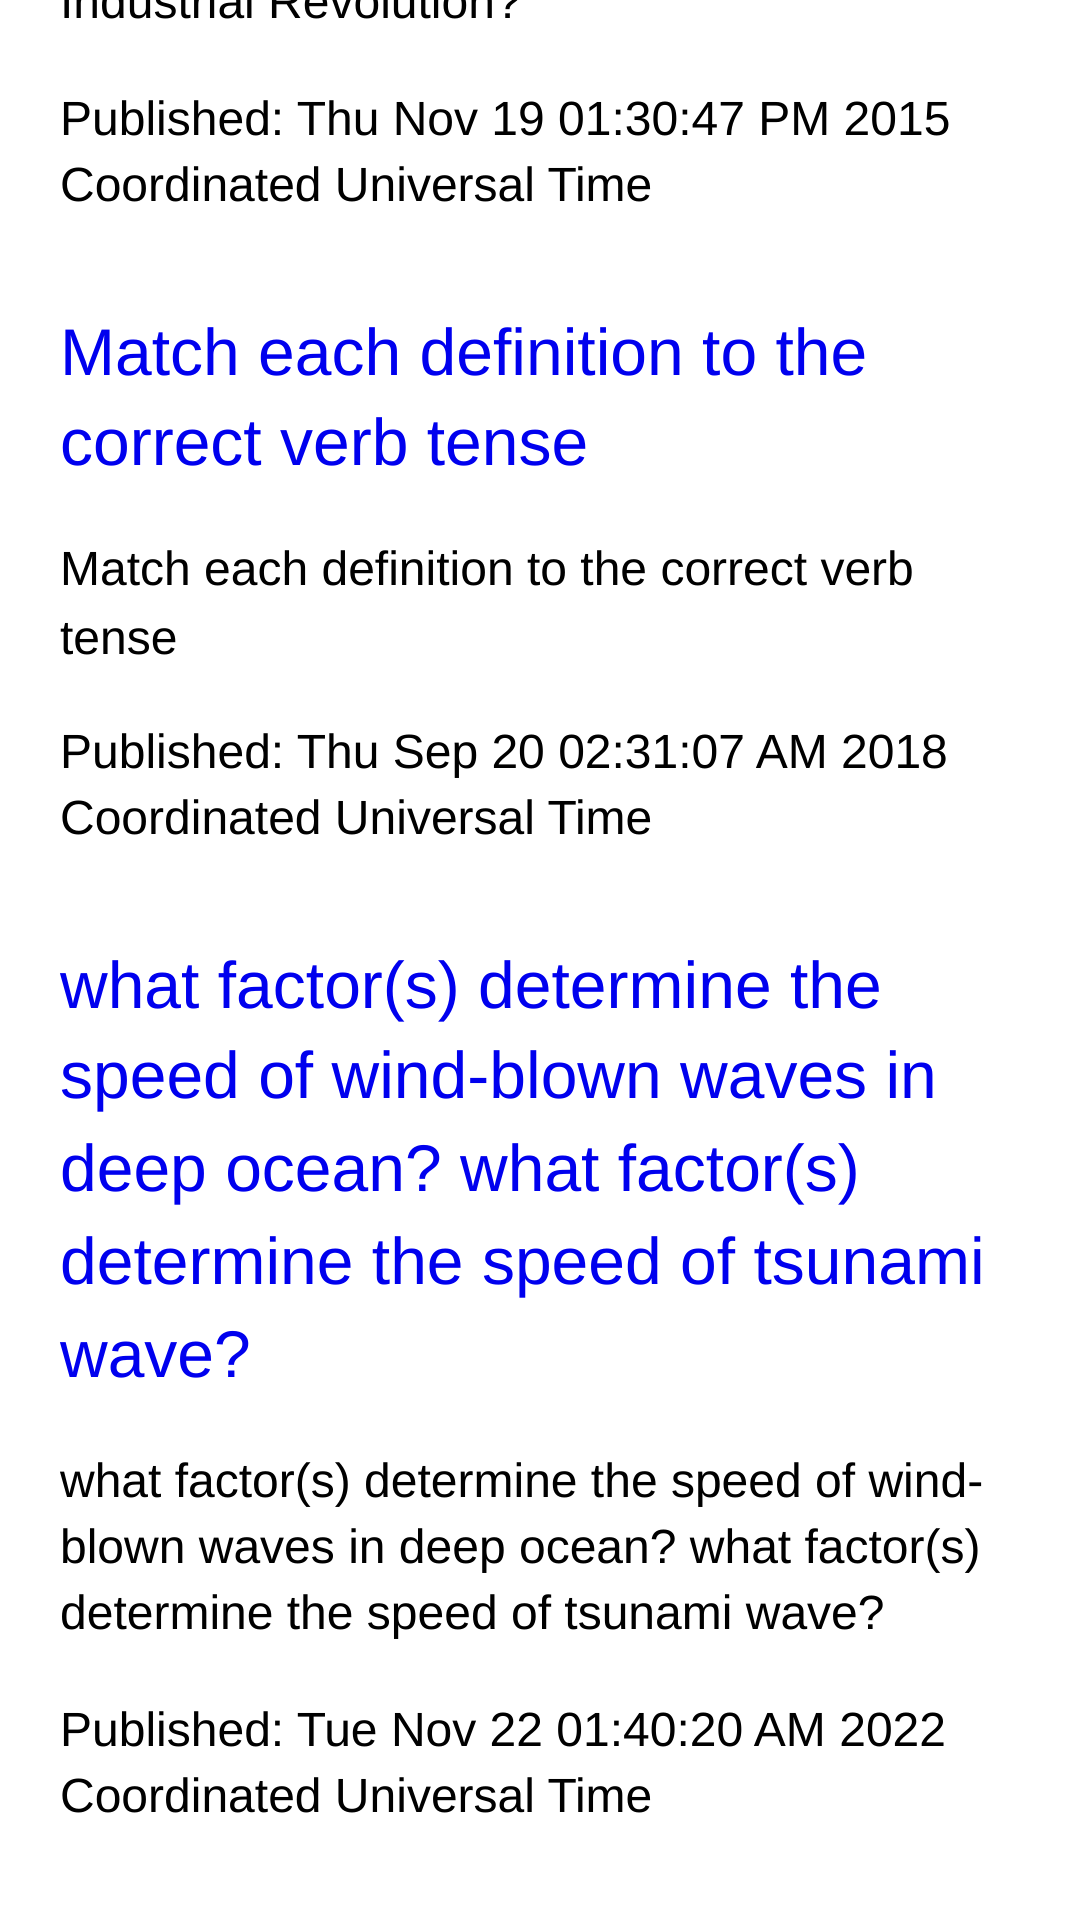 Industrial Revolution?
Published: Thu Nov 19 01:30:47 PM 2015
Coordinated Universal Time
Match each definition to the
correct verb tense
Match each definition to the correct verb
tense
Published: Thu Sep 20 02:31:07 AM 2018
Coordinated Universal Time
what factor(s) determine the
speed of wind-blown waves in
deep ocean? what factor(s)
determine the speed of tsunami
wave?
what factor(s) determine the speed of wind-
blown waves in deep ocean? what factor(s)
determine the speed of tsunami wave?
Published: Tue Nov 22 01:40:20 AM 2022
Coordinated Universal Time